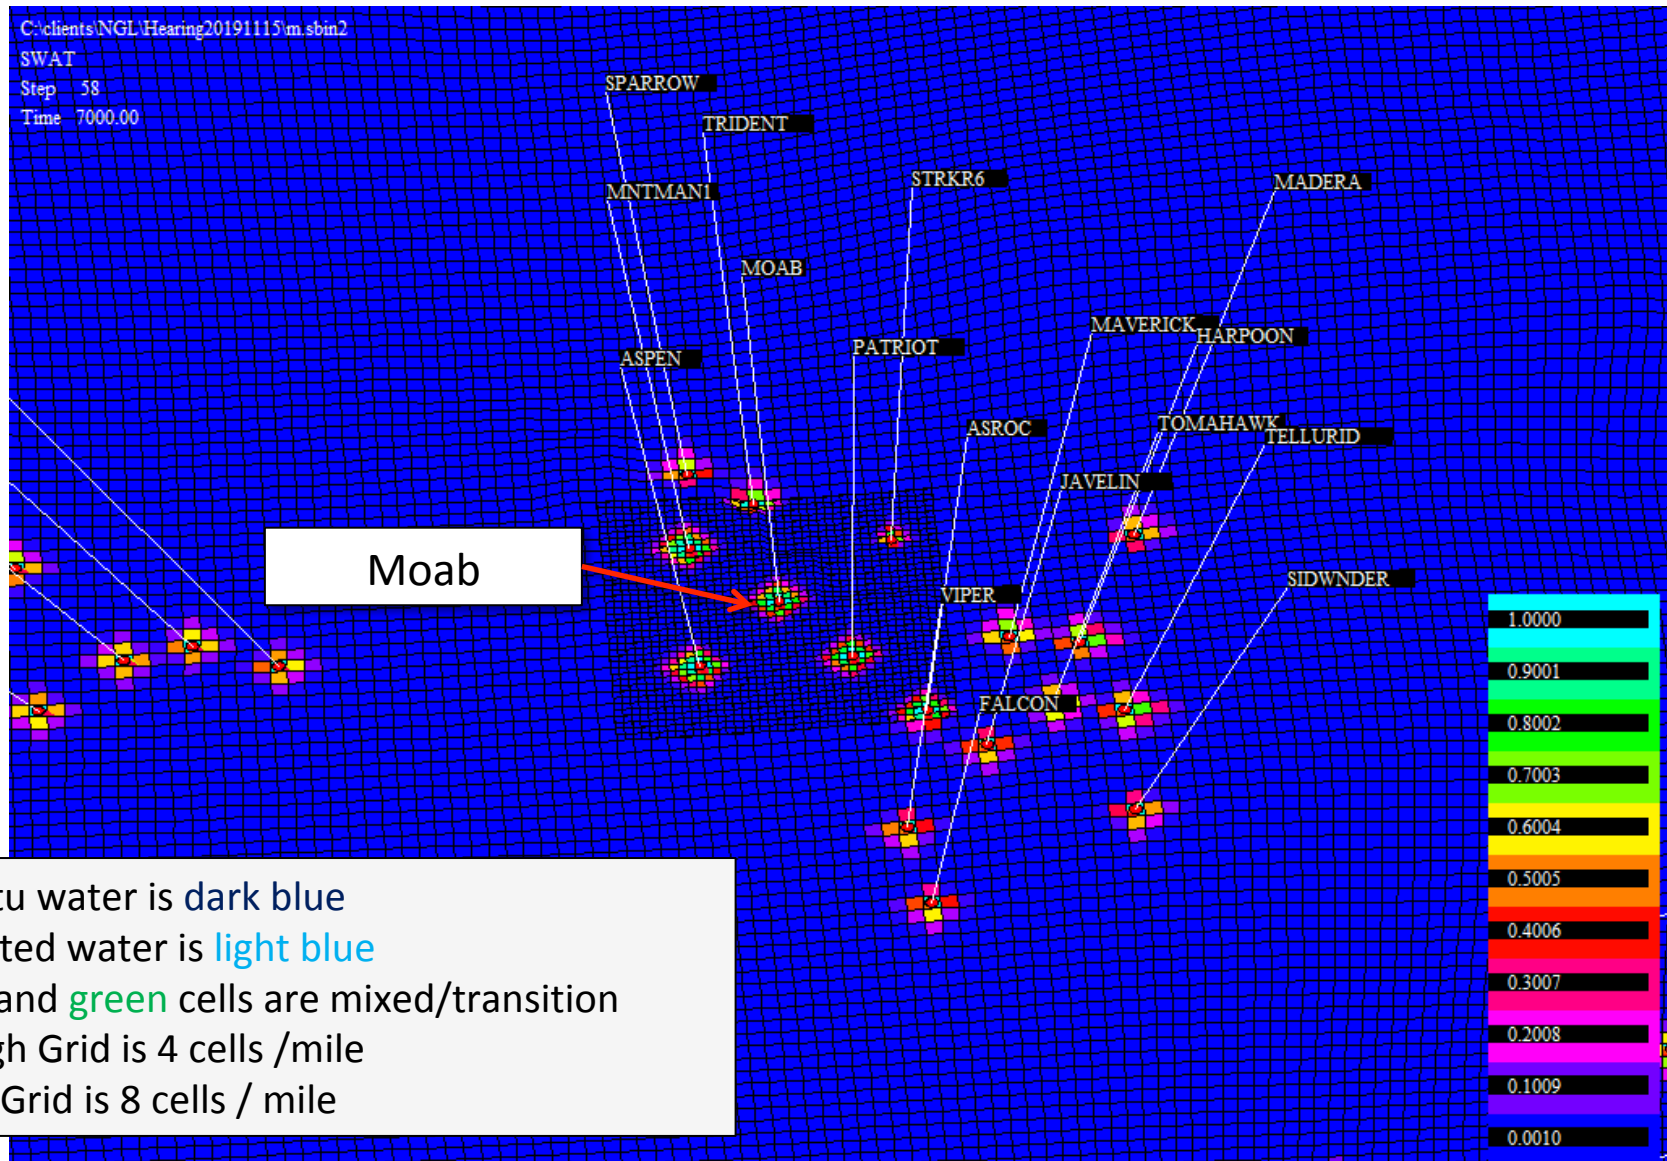 C:\clients\NGL\Hearing20191115\m.sbin2
SWAT
Step 58
Time 7000.00
SPARROW
TRIDENT
MNTMAN1
STRKR6
MADERA
MOAB
MAVERICK
HARPOON
PATRIOT
ASPEN
ASROC
TOMAHAWK
TELLURID
JAVELIN
Moab
SIDWNDER
VIPER
FALCON
1.0000
0.9001
0.8002
0.7003
0.6004
0.5005
0.4006
0.3007
0.2008
0.1009
0.0010
tu water is dark blue
ted water is light blue
and green cells are mixed/transition
gh Grid is 4 cells /mile
Grid is 8 cells / mile